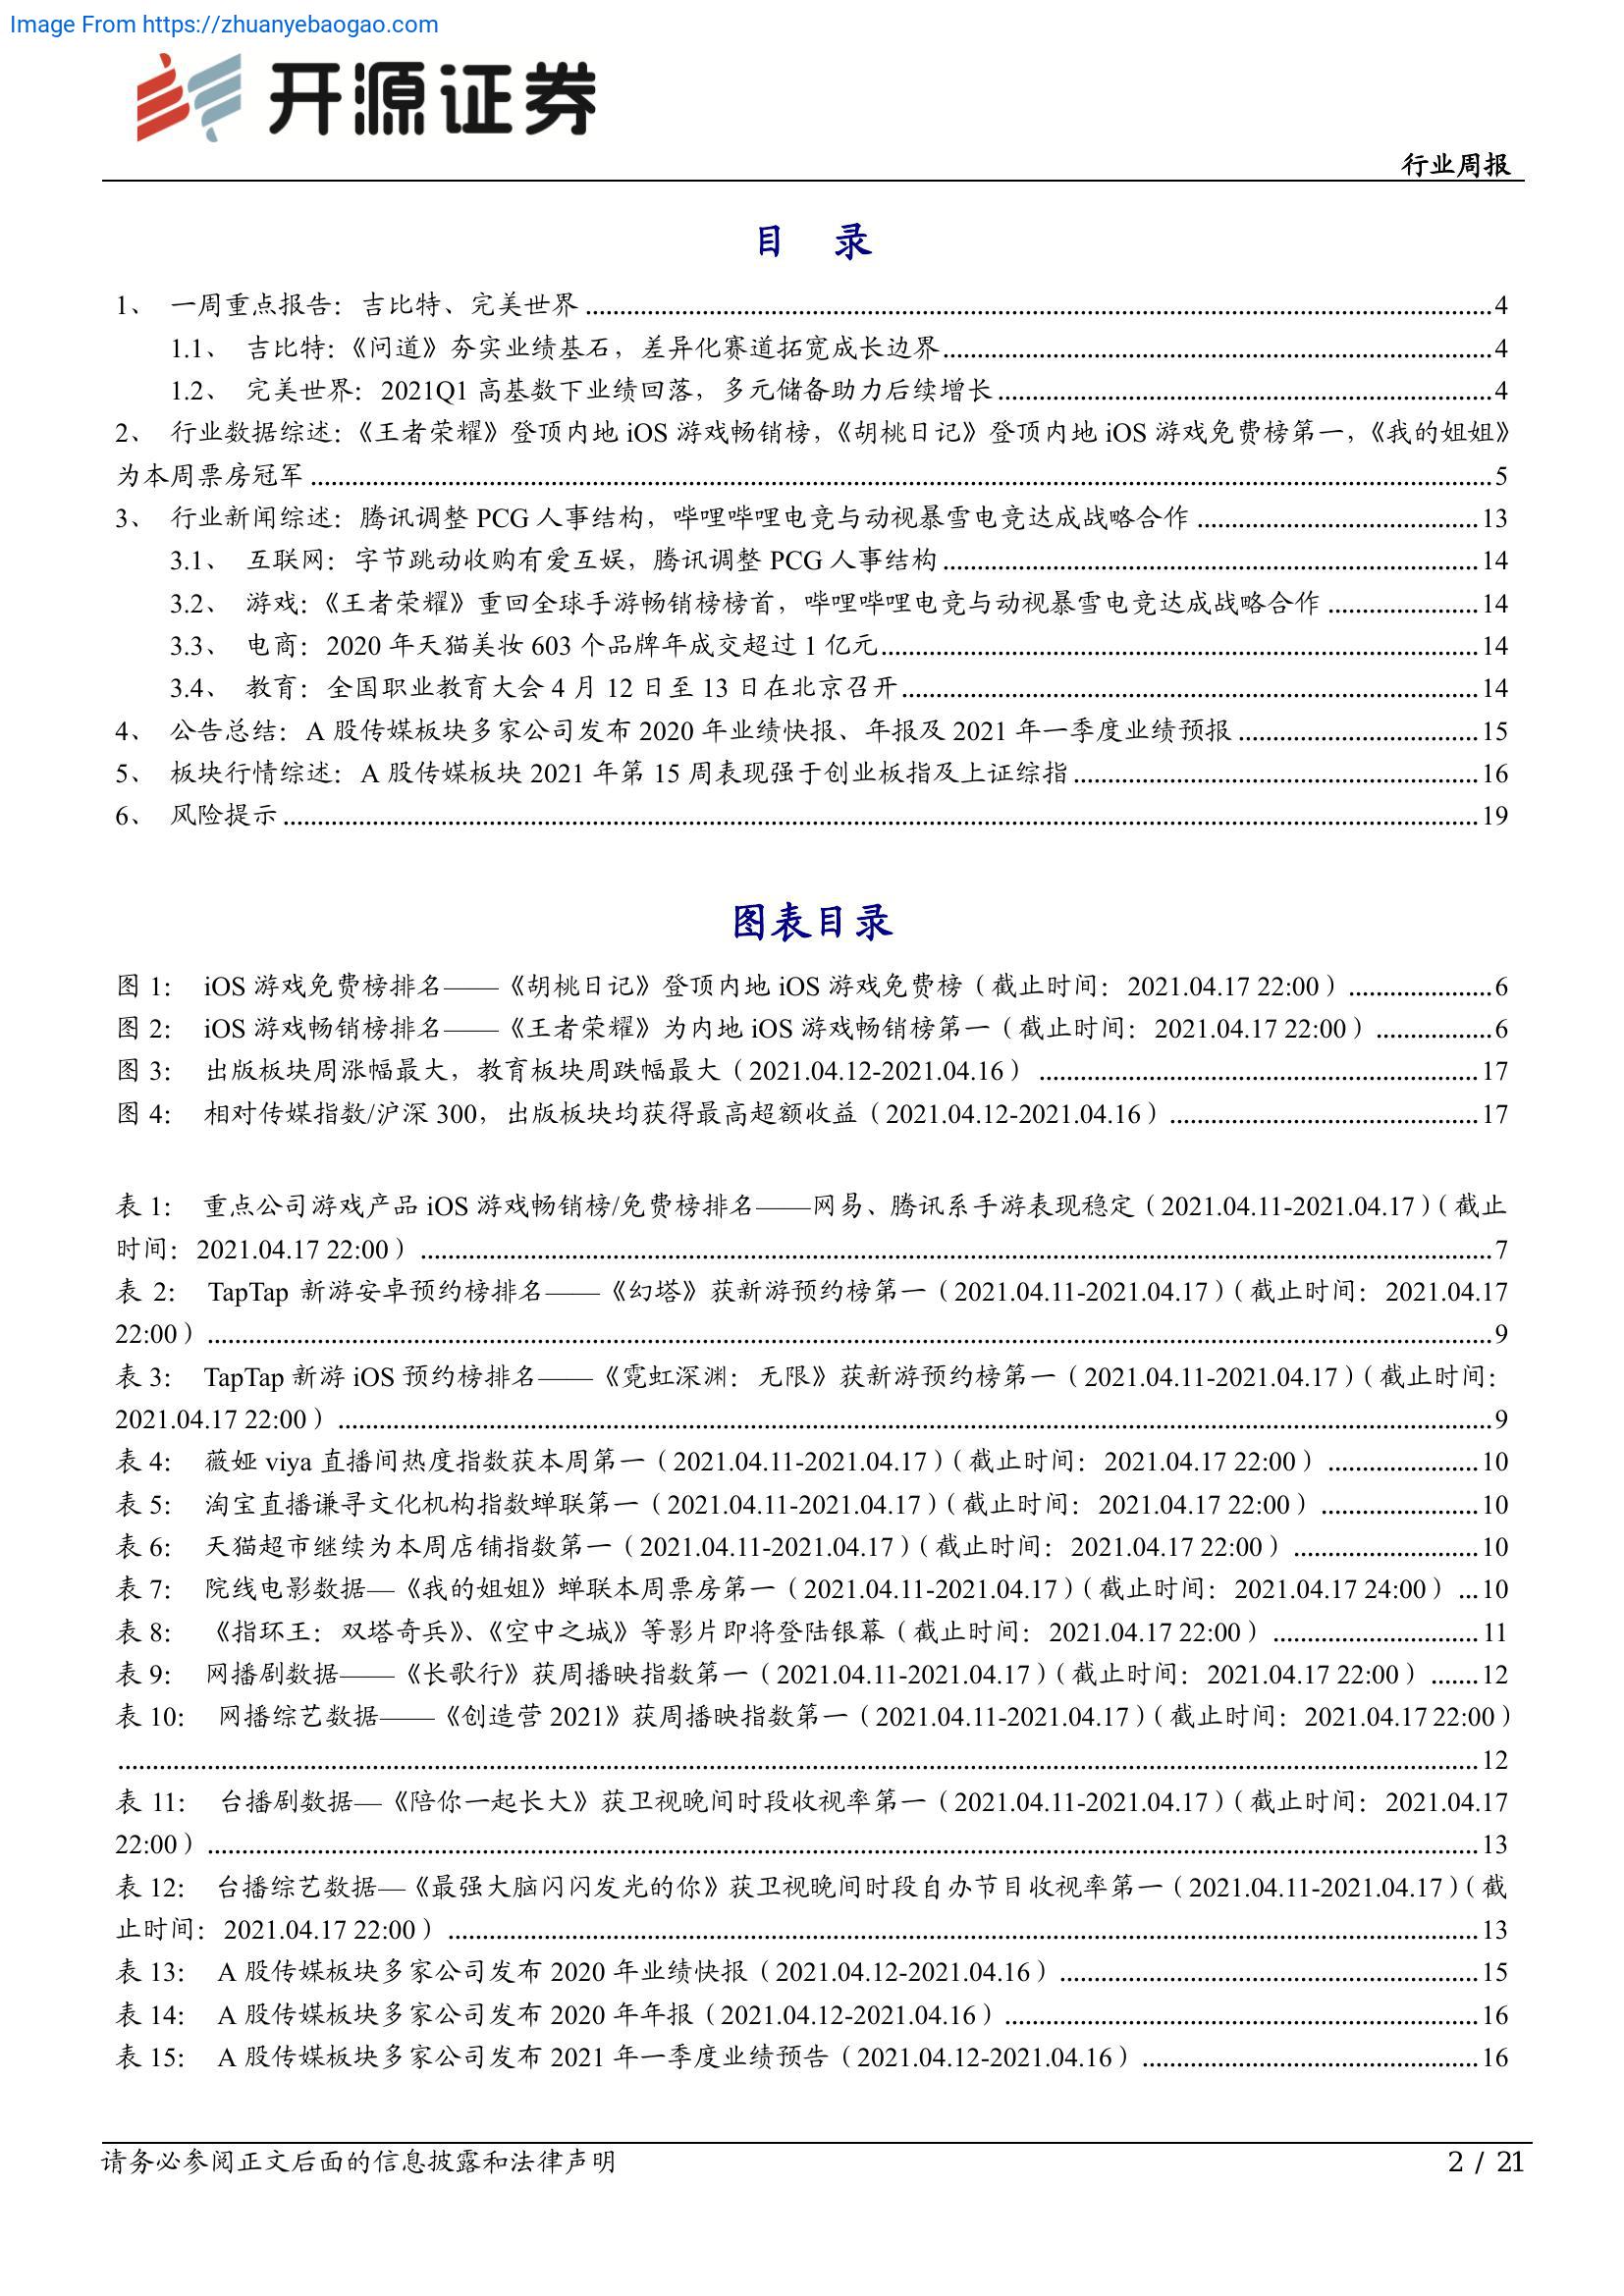 Image From https://zhuanyebaogao.com
开源证券
行业周报
目 录
1、 一周重点报告：吉比特、完美世界 4
1.1、 吉比特：《问道》夯实业绩基石，差异化赛道拓宽成长边界 4
1.2、 完美世界：2021Q1 高基数下业绩回落，多元储备助力后续增长 4
2、 行业数据综述：《王者荣耀》登顶内地 iOS 游戏畅销榜，《胡桃日记》登顶内地 iOS 游戏免费榜第一，《我的姐姐》
为本周票房冠军 5
3、 行业新闻综述：腾讯调整 PCG 人事结构，哔哩哔哩电竞与动视暴雪电竞达成战略合作 13
3.1、 互联网：字节跳动收购有爱互娱，腾讯调整 PCG 人事结构 14
3.2、 游戏：《王者荣耀》重回全球手游畅销榜榜首，哔哩哔哩电竞与动视暴雪电竞达成战略合作 14
3.3、 电商：2020 年天猫美妆 603 个品牌年成交超过 1 亿元 14
3.4、 教育：全国职业教育大会 4 月 12 日至 13 日在北京召开 14
4、 公告总结：A 股传媒板块多家公司发布 2020 年业绩快报、年报及 2021 年一季度业绩预报 15
5、 板块行情综述：A 股传媒板块 2021 年第 15 周表现强于创业板指及上证综指 16
6、 风险提示 19
图表目录
图 1： iOS 游戏免费榜排名——《胡桃日记》登顶内地 iOS 游戏免费榜（截止时间：2021.04.17 22:00） 6
图 2： iOS 游戏畅销榜排名——《王者荣耀》为内地 iOS 游戏畅销榜第一（截止时间：2021.04.17 22:00） 6
图 3： 出版板块周涨幅最大，教育板块周跌幅最大（2021.04.12-2021.04.16） 17
图 4： 相对传媒指数/沪深 300，出版板块均获得最高超额收益（2021.04.12-2021.04.16） 17
表 1： 重点公司游戏产品 iOS 游戏畅销榜/免费榜排名——网易、腾讯系手游表现稳定（2021.04.11-2021.04.17）（截止
时间：2021.04.17 22:00） 7
表 2： TapTap 新游安卓预约榜排名——《幻塔》获新游预约榜第一（2021.04.11-2021.04.17）（截止时间：2021.04.17
22:00） 9
表 3： TapTap 新游 iOS 预约榜排名——《霓虹深渊：无限》获新游预约榜第一（2021.04.11-2021.04.17）（截止时间：
2021.04.17 22:00） 9
表 4： 薇娅 viya 直播间热度指数获本周第一（2021.04.11-2021.04.17）（截止时间：2021.04.17 22:00） 10
表 5： 淘宝直播谦寻文化机构指数蝉联第一（2021.04.11-2021.04.17）（截止时间：2021.04.17 22:00） 10
表 6： 天猫超市继续为本周店铺指数第一（2021.04.11-2021.04.17）（截止时间：2021.04.17 22:00） 10
表 7： 院线电影数据—《我的姐姐》蝉联本周票房第一（2021.04.11-2021.04.17）（截止时间：2021.04.17 24:00） 10
表 8： 《指环王：双塔奇兵》、《空中之城》等影片即将登陆银幕（截止时间：2021.04.17 22:00） 11
表 9： 网播剧数据——《长歌行》获周播映指数第一（2021.04.11-2021.04.17）（截止时间：2021.04.17 22:00） 12
表 10： 网播综艺数据——《创造营 2021》获周播映指数第一（2021.04.11-2021.04.17）（截止时间：2021.04.17 22:00）
12
表 11： 台播剧数据—《陪你一起长大》获卫视晚间时段收视率第一（2021.04.11-2021.04.17）（截止时间：2021.04.17
22:00） 13
表 12： 台播综艺数据—《最强大脑闪闪发光的你》获卫视晚间时段自办节目收视率第一（2021.04.11-2021.04.17）（截
止时间：2021.04.17 22:00） 13
表 13： A 股传媒板块多家公司发布 2020 年业绩快报（2021.04.12-2021.04.16） 15
表 14： A 股传媒板块多家公司发布 2020 年年报（2021.04.12-2021.04.16） 16
表 15： A 股传媒板块多家公司发布 2021 年一季度业绩预告（2021.04.12-2021.04.16） 16
请务必参阅正文后面的信息披露和法律声明
2 / 21